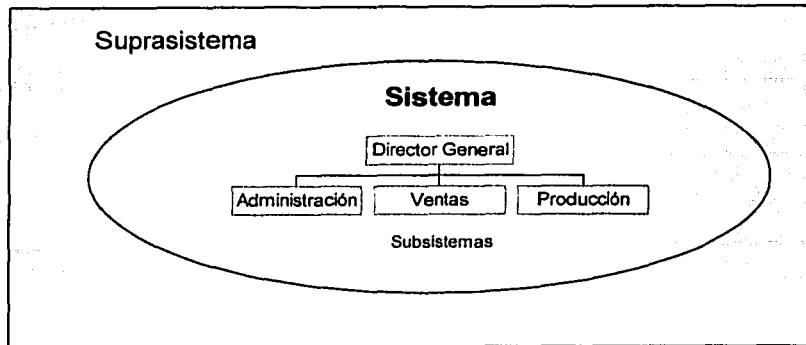 Suprasistema
Sistema
Director General
Administración Ventas Producción
Subsistemas